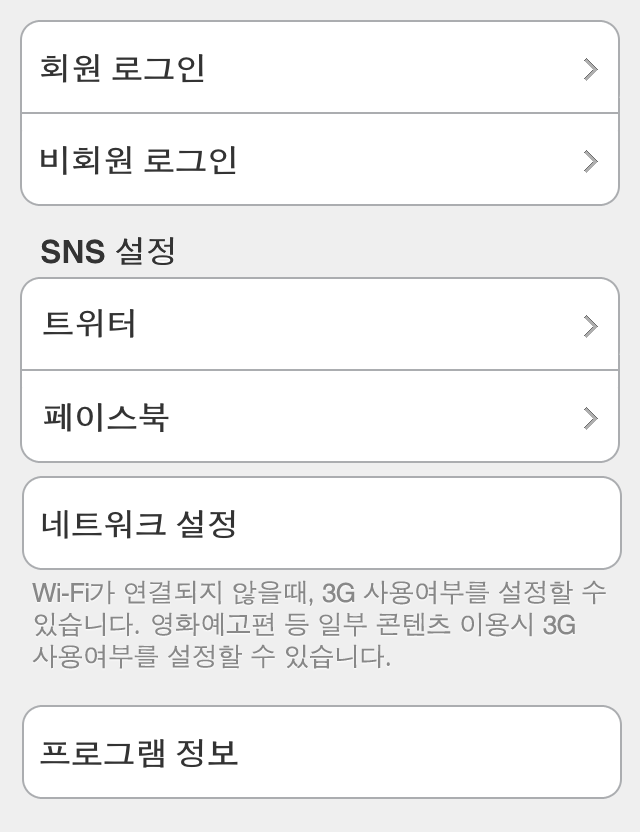 회원 로그인
비회원 로그인
SNS 설정
트위터
페이스북
네트워크 설정
Wi-Fi가 연결되지 않을때, 3G 사용여부를 설정할 수
있습니다. 영화예고편 등 일부 콘텐츠 이용시 3G
사용여부를 설정할 수 있습니다.
프로그램 정보